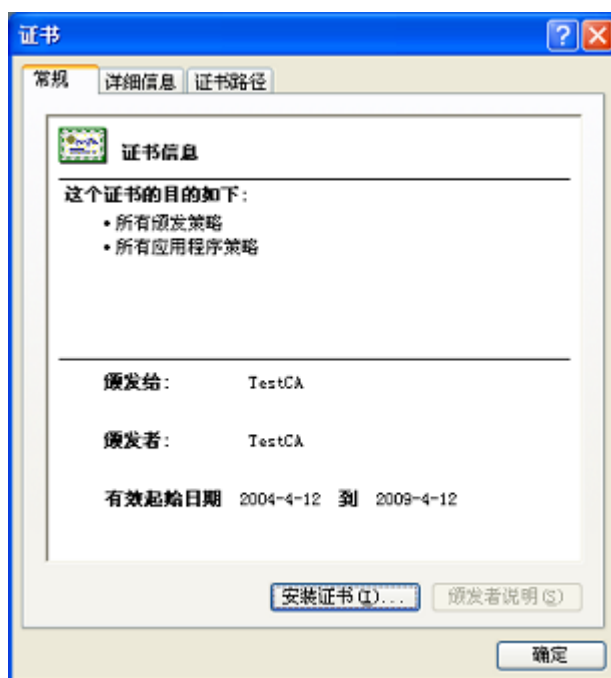 证书
常规 详细信息 证书路径
证书信息
这个证书的目的如下：
•所有颁发策略
•所有应用程序策略
颁发给： TestCA
颁发者： TestCA
有效起始日期 2004-4-12 到 2009-4-12
安装证书(I)... 颁发者说明(S)
确定